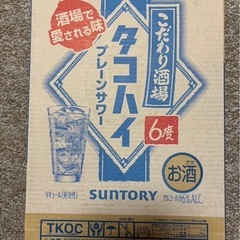 酒場で
愛される味
こだわり酒場
タコハイ
プレーンサワー
6度
お酒
リキュール(発泡性)
SUNTORY
アルコール分6%ALC.
TKOC